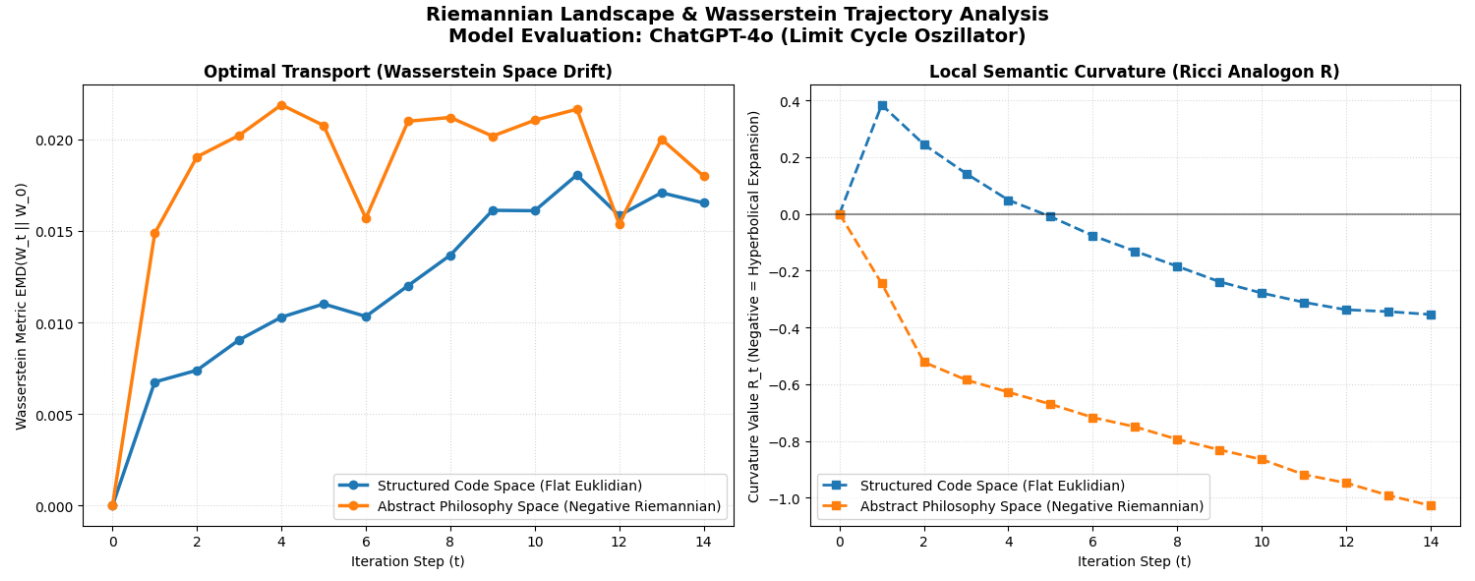 Riemannian Landscape & Wasserstein Trajectory Analysis
Model Evaluation: ChatGPT-4o (Limit Cycle Oszillator)
Optimal Transport (Wasserstein Space Drift)
Wasserstein Metric EMD(W_t || W_0)
0.020
0.015
0.010
0.005
0.000
Structured Code Space (Flat Euklidian)
Abstract Philosophy Space (Negative Riemannian)
0 2 4 6 8 10 12 14
Iteration Step (t)
Local Semantic Curvature (Ricci Analogon R)
Curvature Value R_t (Negative = Hyperbolical Expansion)
0.4
0.2
0.0
−0.2
−0.4
−0.6
−0.8
−1.0
Structured Code Space (Flat Euklidian)
Abstract Philosophy Space (Negative Riemannian)
0 2 4 6 8 10 12 14
Iteration Step (t)